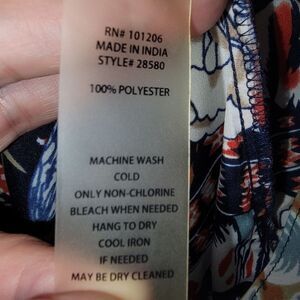 RN# 101206
MADE IN INDIA
STYLE# 28580
100% POLYESTER
MACHINE WASH
COLD
ONLY NON-CHLORINE
BLEACH WHEN NEEDED
HANG TO DRY
COOL IRON
IF NEEDED
MAY BE DRY CLEANED